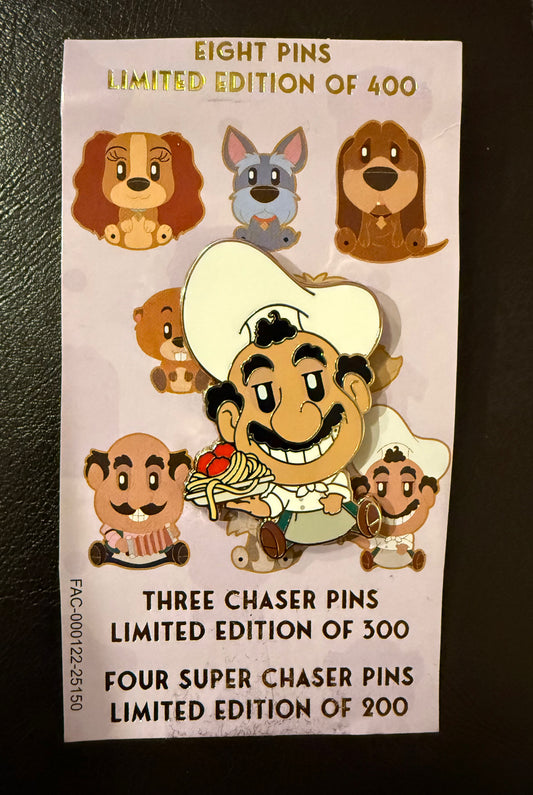 EIGHT PINS
LIMITED EDITION OF 400
THREE CHASER PINS
LIMITED EDITION OF 300
FOUR SUPER CHASER PINS
LIMITED EDITION OF 200
FAC-000122-25150